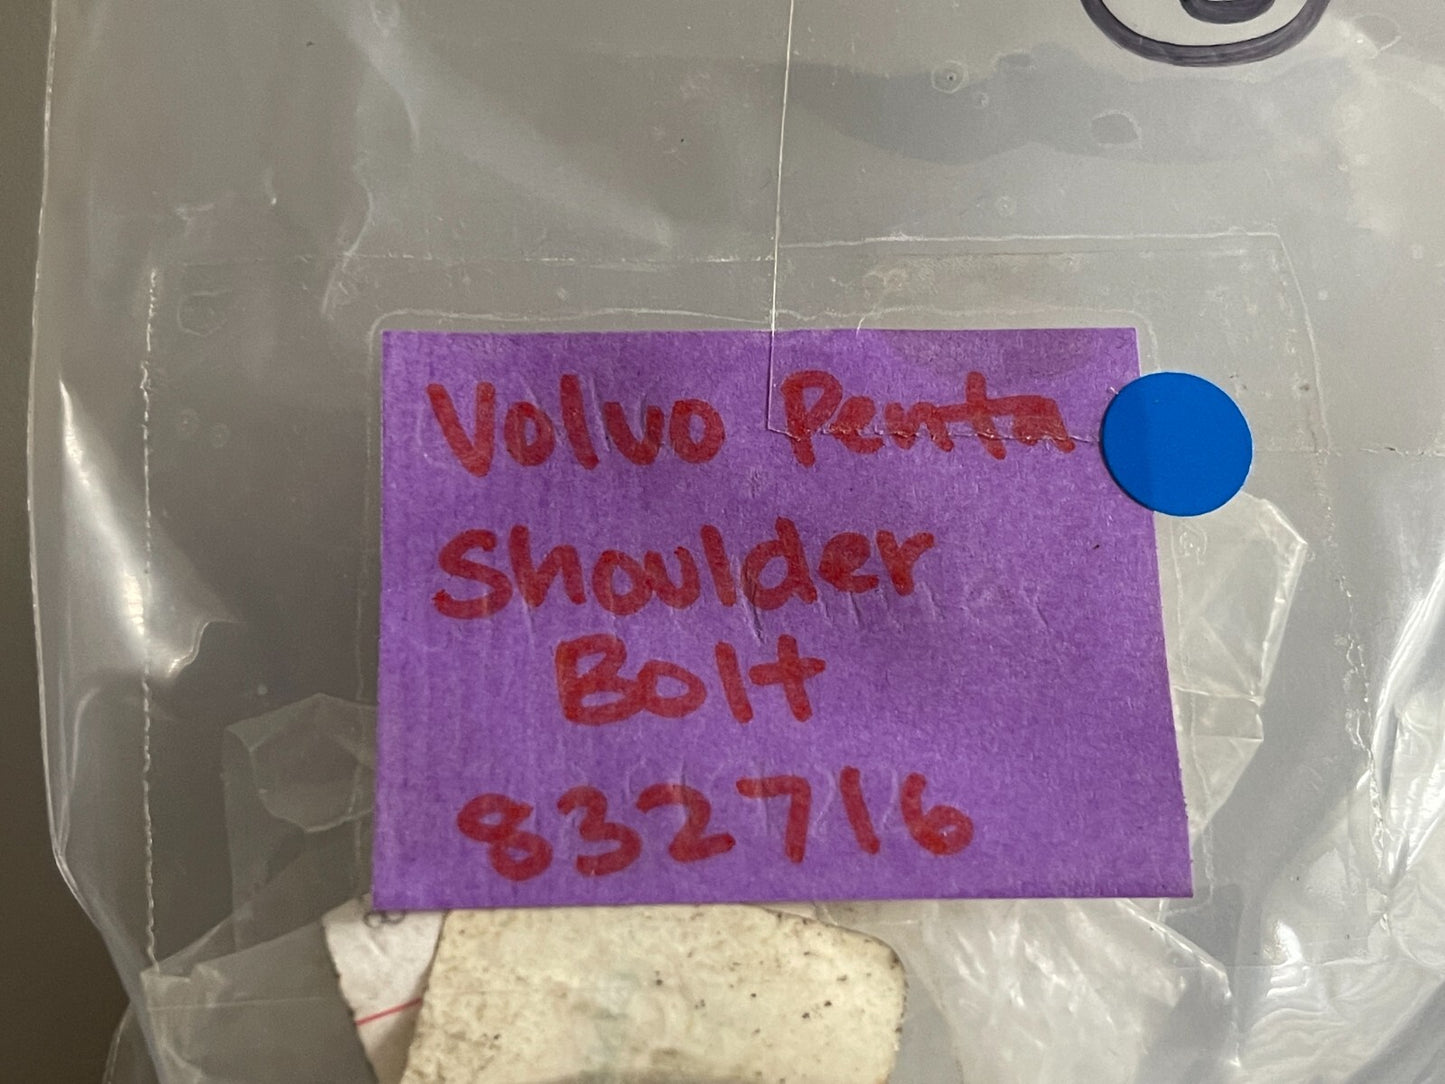 Volvo Penta
Shoulder
Bolt
832716